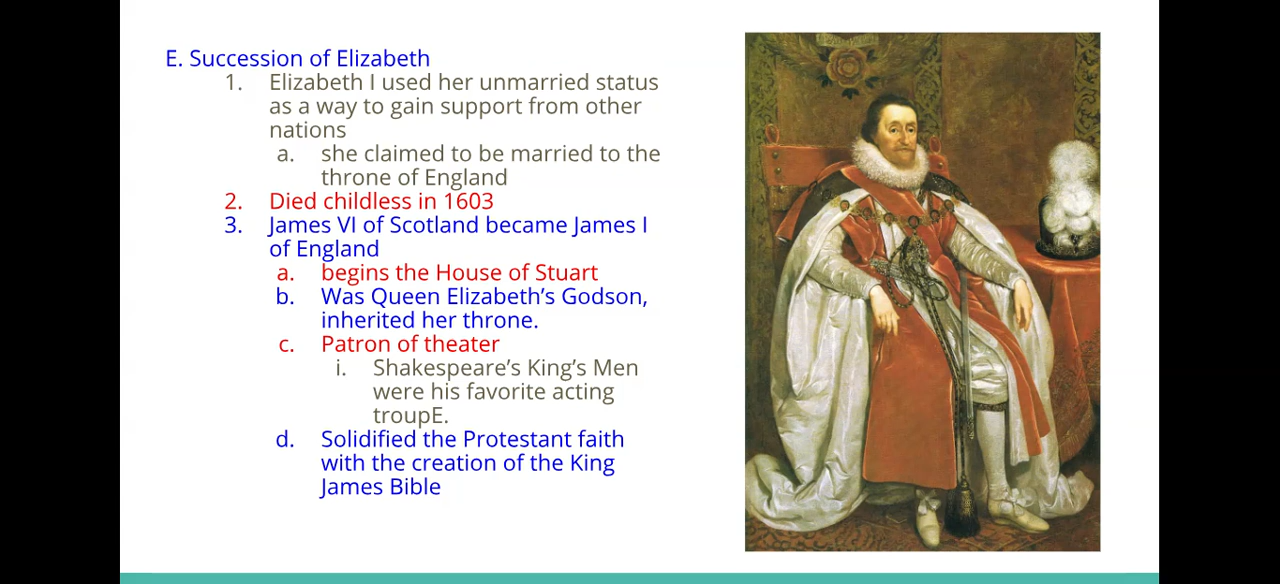 E. Succession of Elizabeth
1. Elizabeth I used her unmarried status
as a way to gain support from other
nations
a. she claimed to be married to the
throne of England
2. Died childless in 1603
3. James VI of Scotland became James I
of England
a. begins the House of Stuart
b. Was Queen Elizabeth’s Godson,
inherited her throne.
c. Patron of theater
i. Shakespeare’s King’s Men
were his favorite acting
troupE.
d. Solidified the Protestant faith
with the creation of the King
James Bible